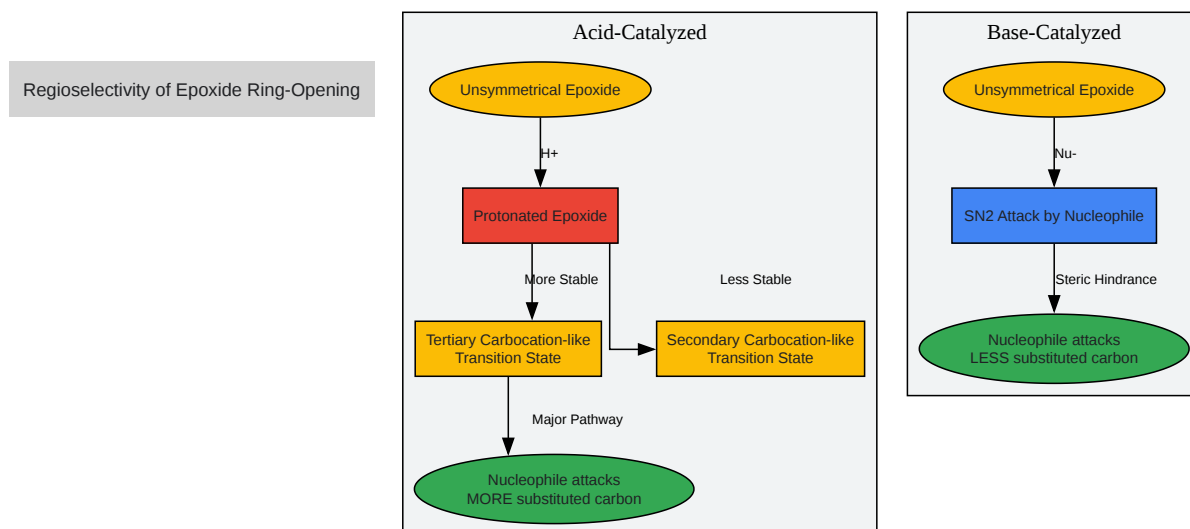 Regioselectivity of Epoxide Ring-Opening
Acid-Catalyzed
Unsymmetrical Epoxide
H+
Protonated Epoxide
More Stable
Less Stable
Tertiary Carbocation-like
Transition State
Secondary Carbocation-like
Transition State
Major Pathway
Nucleophile attacks
MORE substituted carbon
Base-Catalyzed
Unsymmetrical Epoxide
Nu-
SN2 Attack by Nucleophile
Steric Hindrance
Nucleophile attacks
LESS substituted carbon